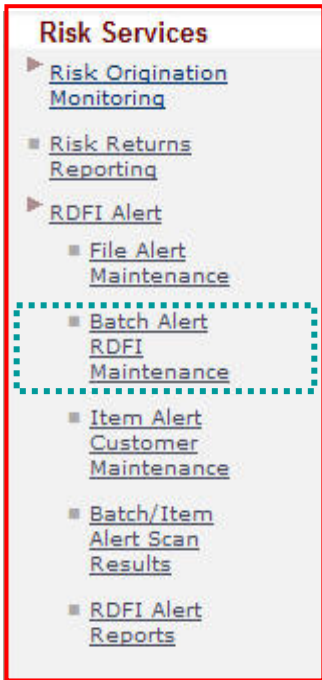 Risk Services
Risk Origination
Monitoring
Risk Returns
Reporting
RDFI Alert
File Alert
Maintenance
Batch Alert
RDFI
Maintenance
Item Alert
Customer
Maintenance
Batch/Item
Alert Scan
Results
RDFI Alert
Reports